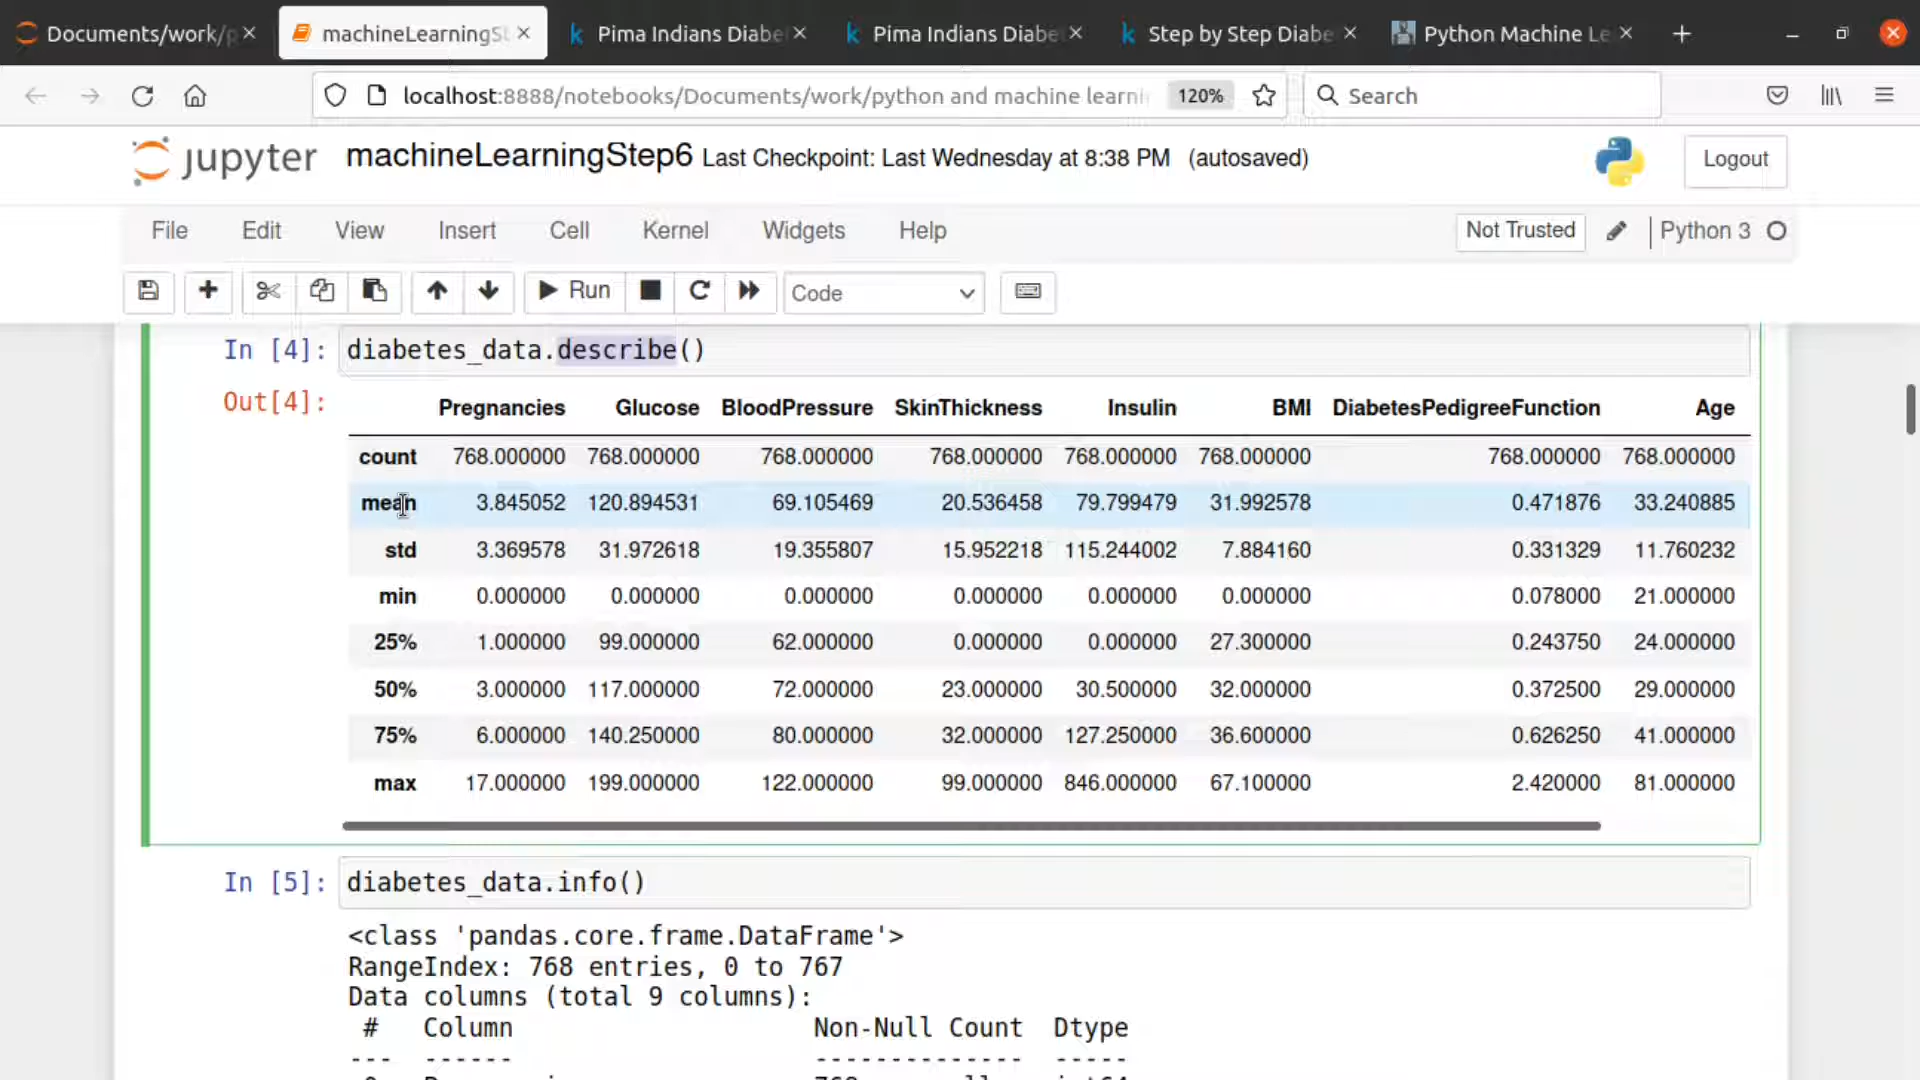 Documents/work/p
machineLearningSt
Pima Indians Diabe
Pima Indians Diabe
Step by Step Diabe
Python Machine Le
localhost:8888/notebooks/Documents/work/python and machine learni
120%
Search
jupyter machineLearningStep6 Last Checkpoint: Last Wednesday at 8:38 PM (autosaved)
Logout
File Edit View Insert Cell Kernel Widgets Help
Not Trusted
Python 3
Run
Code
In [4]: diabetes_data.describe()
Out[4]:
Pregnancies Glucose BloodPressure SkinThickness Insulin BMI DiabetesPedigreeFunction Age
count 768.000000 768.000000 768.000000 768.000000 768.000000 768.000000 768.000000 768.000000
mean 3.845052 120.894531 69.105469 20.536458 79.799479 31.992578 0.471876 33.240885
std 3.369578 31.972618 19.355807 15.952218 115.244002 7.884160 0.331329 11.760232
min 0.000000 0.000000 0.000000 0.000000 0.000000 0.000000 0.078000 21.000000
25% 1.000000 99.000000 62.000000 0.000000 0.000000 27.300000 0.243750 24.000000
50% 3.000000 117.000000 72.000000 23.000000 30.500000 32.000000 0.372500 29.000000
75% 6.000000 140.250000 80.000000 32.000000 127.250000 36.600000 0.626250 41.000000
max 17.000000 199.000000 122.000000 99.000000 846.000000 67.100000 2.420000 81.000000
In [5]: diabetes_data.info()
<class 'pandas.core.frame.DataFrame'>
RangeIndex: 768 entries, 0 to 767
Data columns (total 9 columns):
# Column Non-Null Count Dtype
--- ------ -------------- -----